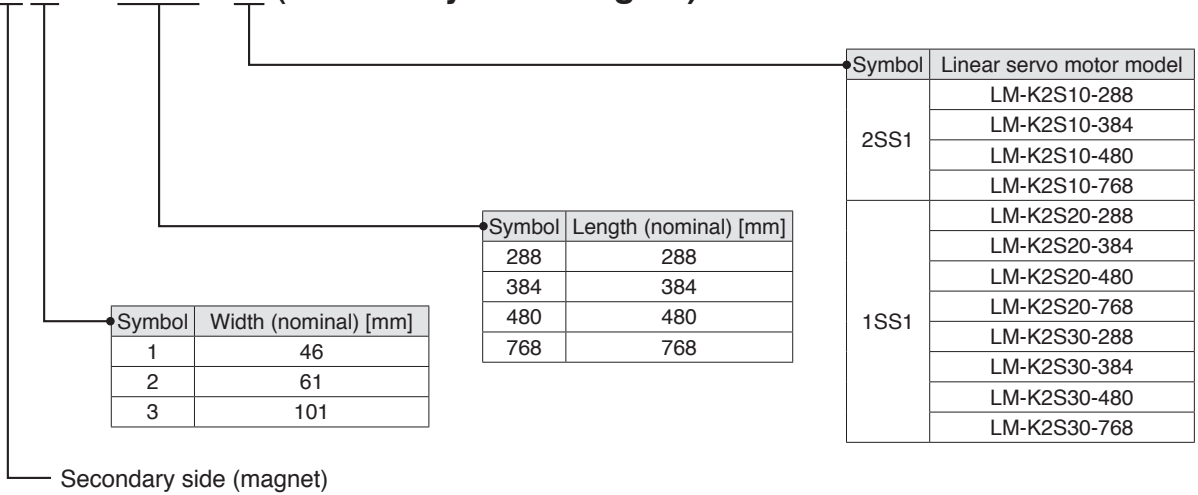 Symbol Linear servo motor model
2SS1
LM-K2S10-288
LM-K2S10-384
LM-K2S10-480
LM-K2S10-768
1SS1
LM-K2S20-288
LM-K2S20-384
LM-K2S20-480
LM-K2S20-768
LM-K2S30-288
LM-K2S30-384
LM-K2S30-480
LM-K2S30-768
Symbol Length (nominal) [mm]
288 288
384 384
480 480
768 768
Symbol Width (nominal) [mm]
1 46
2 61
3 101
Secondary side (magnet)